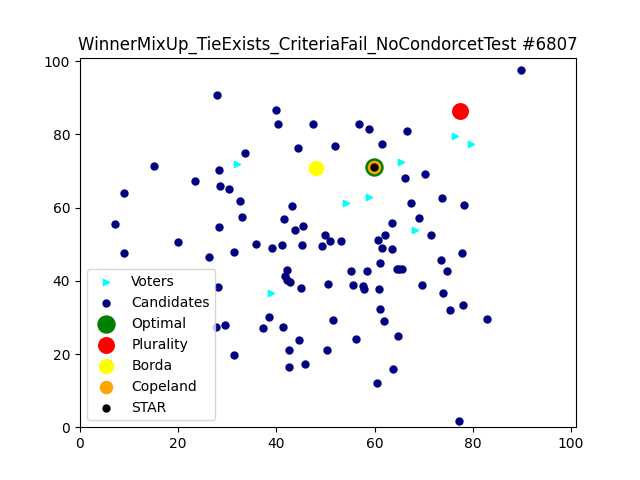 WinnerMixUp_TieExists_CriteriaFail_NoCondorcetTest #6807
100
80
60
40
20
0
Voters
Candidates
Optimal
Plurality
Borda
Copeland
STAR
0 20 40 60 80 100